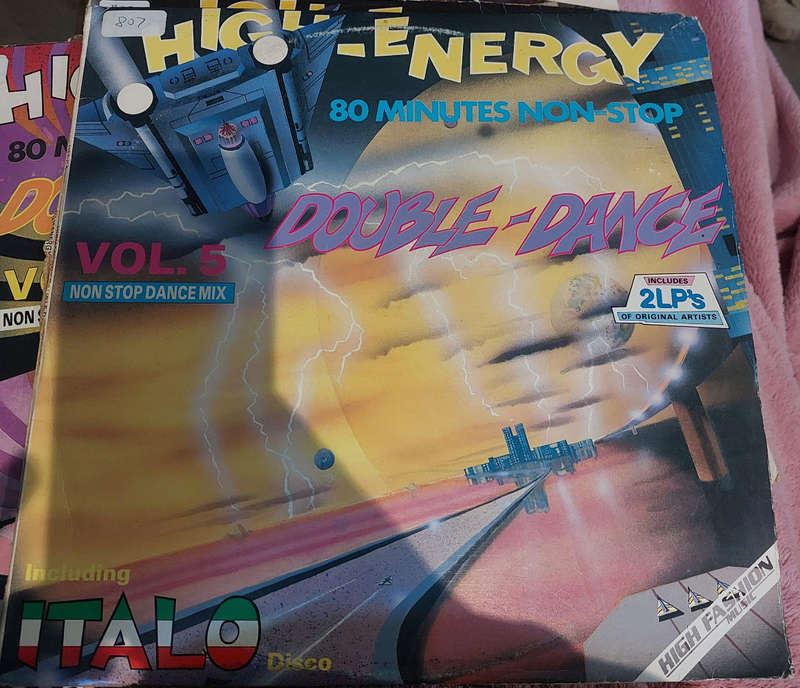 807
HIGH-ENERGY
80 MINUTES NON-STOP
DOUBLE-DANCE
VOL. 5
NON STOP DANCE MIX
INCLUDES
2LP's
OF ORIGINAL ARTISTS
Including
ITALO
Disco
HIGH FASHION
MUSIC
HI
80 M
NON S